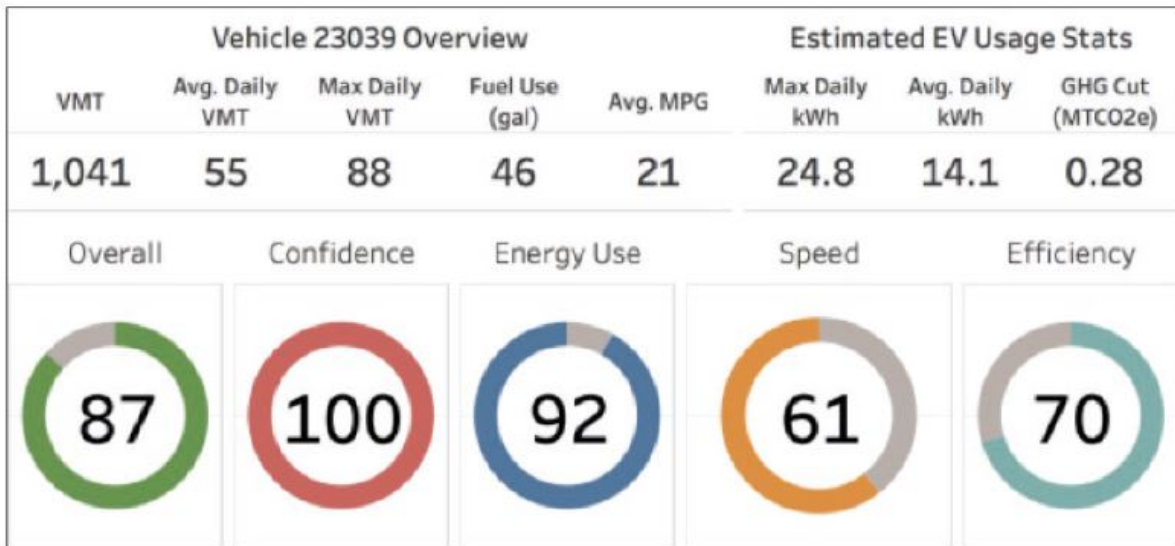 Vehicle 23039 Overview
Estimated EV Usage Stats
VMT
Avg. Daily
VMT
Max Daily
VMT
Fuel Use
(gal)
Avg. MPG
Max Daily
kWh
Avg. Daily
kWh
GHG Cut
(MTCO2e)
1,041
55
88
46
21
24.8
14.1
0.28
Overall
Confidence
Energy Use
Speed
Efficiency
87
100
92
61
70